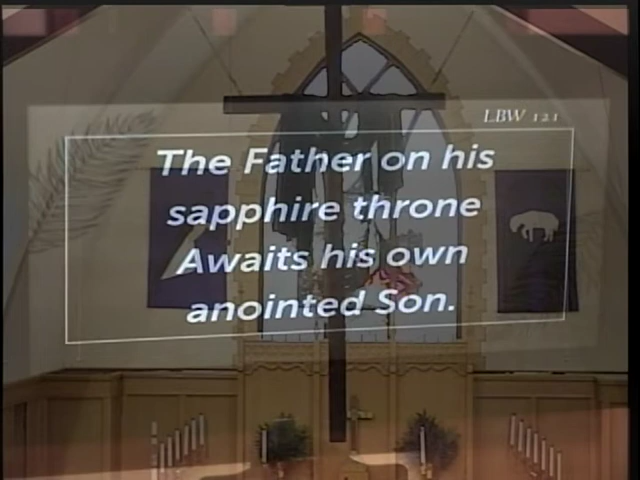 LBW 121
The Father on his
sapphire throne
Awaits his own
anointed Son.